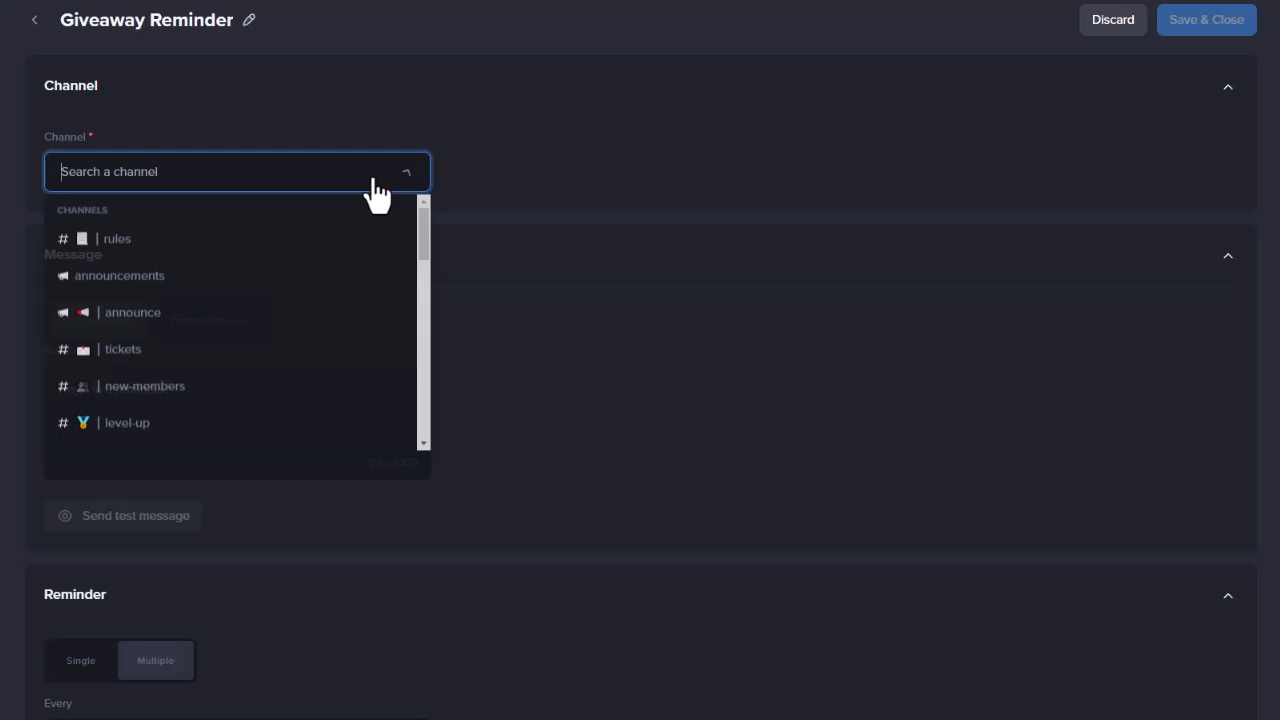 Giveaway Reminder
Discard
Save & Close
Channel
Channel *
Search a channel
CHANNELS
# | rules
Message
announcements
| announce
# | tickets
# | new-members
# | level-up
Send test message
Reminder
Single
Multiple
Every